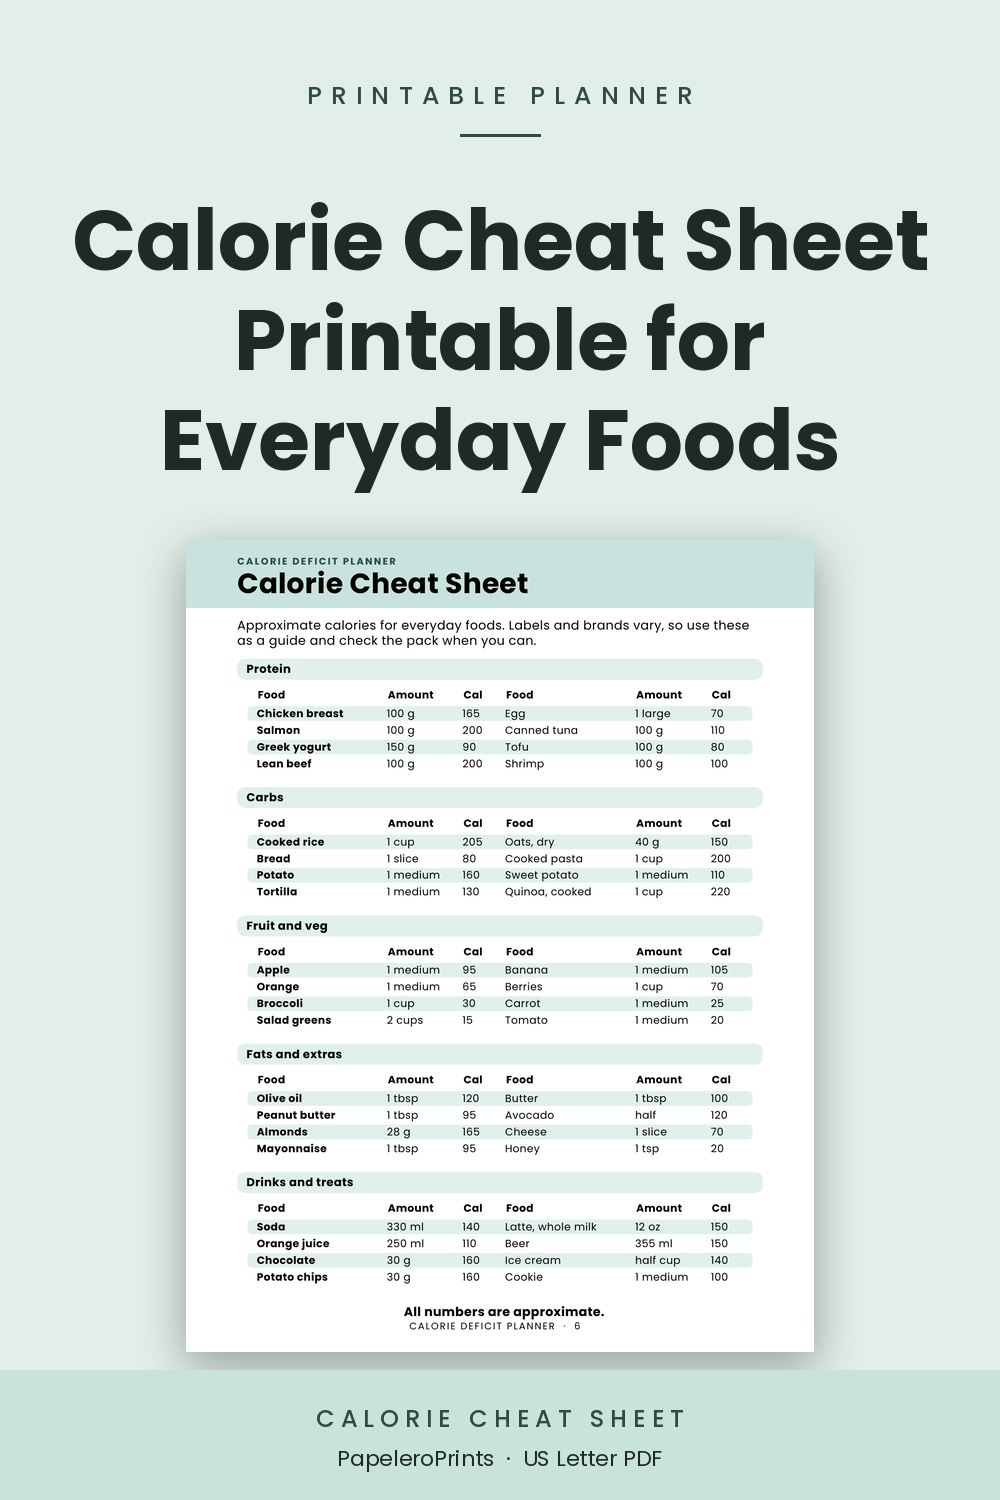 PRINTABLE PLANNER
Calorie Cheat Sheet
Printable for
Everyday Foods
CALORIE DEFICIT PLANNER
Calorie Cheat Sheet
Approximate calories for everyday foods. Labels and brands vary, so use these
as a guide and check the pack when you can.
Protein
Food Amount Cal Food Amount Cal
Chicken breast 100 g 165 Egg 1 large 70
Salmon 100 g 200 Canned tuna 100 g 110
Greek yogurt 150 g 90 Tofu 100 g 80
Lean beef 100 g 200 Shrimp 100 g 100
Carbs
Food Amount Cal Food Amount Cal
Cooked rice 1 cup 205 Oats, dry 40 g 150
Bread 1 slice 80 Cooked pasta 1 cup 200
Potato 1 medium 160 Sweet potato 1 medium 110
Tortilla 1 medium 130 Quinoa, cooked 1 cup 220
Fruit and veg
Food Amount Cal Food Amount Cal
Apple 1 medium 95 Banana 1 medium 105
Orange 1 medium 65 Berries 1 cup 70
Broccoli 1 cup 30 Carrot 1 medium 25
Salad greens 2 cups 15 Tomato 1 medium 20
Fats and extras
Food Amount Cal Food Amount Cal
Olive oil 1 tbsp 120 Butter 1 tbsp 100
Peanut butter 1 tbsp 95 Avocado half 120
Almonds 28 g 165 Cheese 1 slice 70
Mayonnaise 1 tbsp 95 Honey 1 tsp 20
Drinks and treats
Food Amount Cal Food Amount Cal
Soda 330 ml 140 Latte, whole milk 12 oz 150
Orange juice 250 ml 110 Beer 355 ml 150
Chocolate 30 g 160 Ice cream half cup 140
Potato chips 30 g 160 Cookie 1 medium 100
All numbers are approximate.
CALORIE DEFICIT PLANNER · 6
CALORIE CHEAT SHEET
PapeleroPrints · US Letter PDF